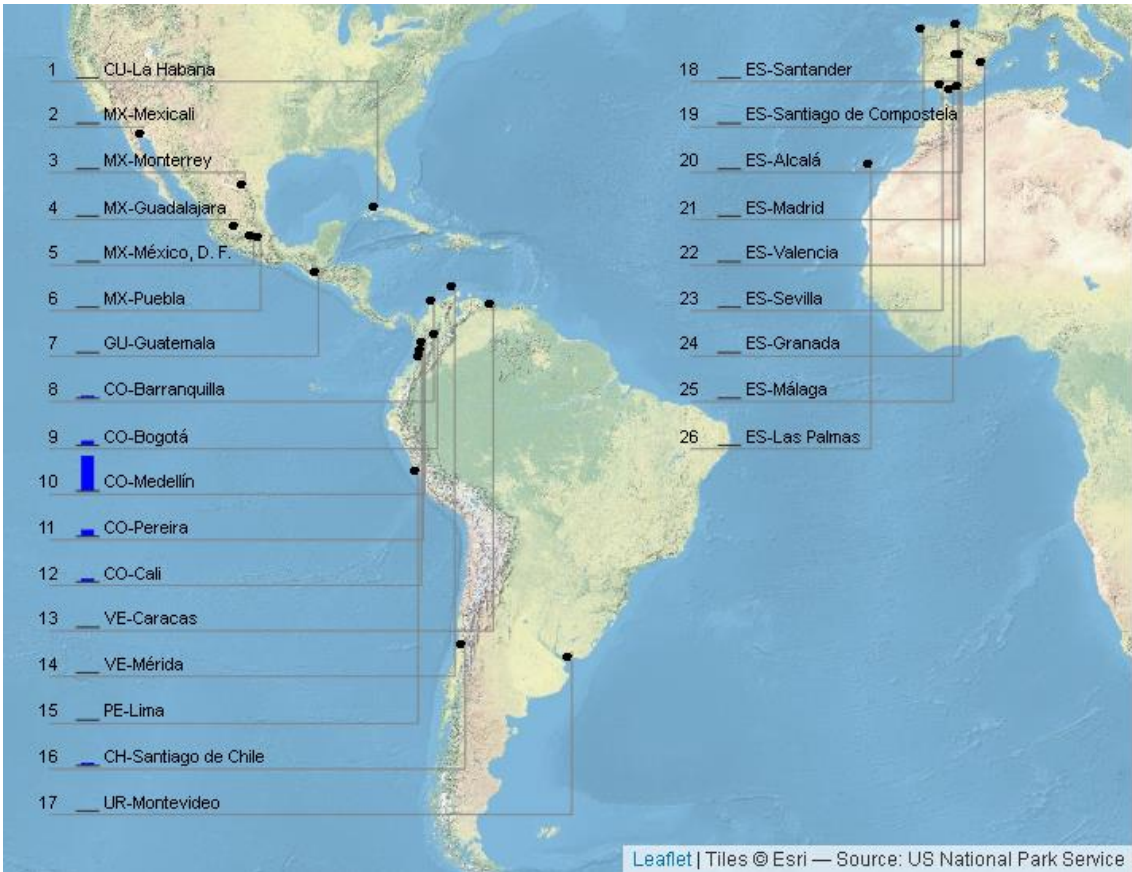 1 CU-La Habana
2 MX-Mexicali
3 MX-Monterrey
4 MX-Guadalajara
5 MX-México, D. F.
6 MX-Puebla
7 GU-Guatemala
8 CO-Barranquilla
9 CO-Bogotá
10 CO-Medellín
11 CO-Pereira
12 CO-Cali
13 VE-Caracas
14 VE-Mérida
15 PE-Lima
16 CH-Santiago de Chile
17 UR-Montevideo
18 ES-Santander
19 ES-Santiago de Compostela
20 ES-Alcalá
21 ES-Madrid
22 ES-Valencia
23 ES-Sevilla
24 ES-Granada
25 ES-Málaga
26 ES-Las Palmas
Leaflet | Tiles © Esri — Source: US National Park Service